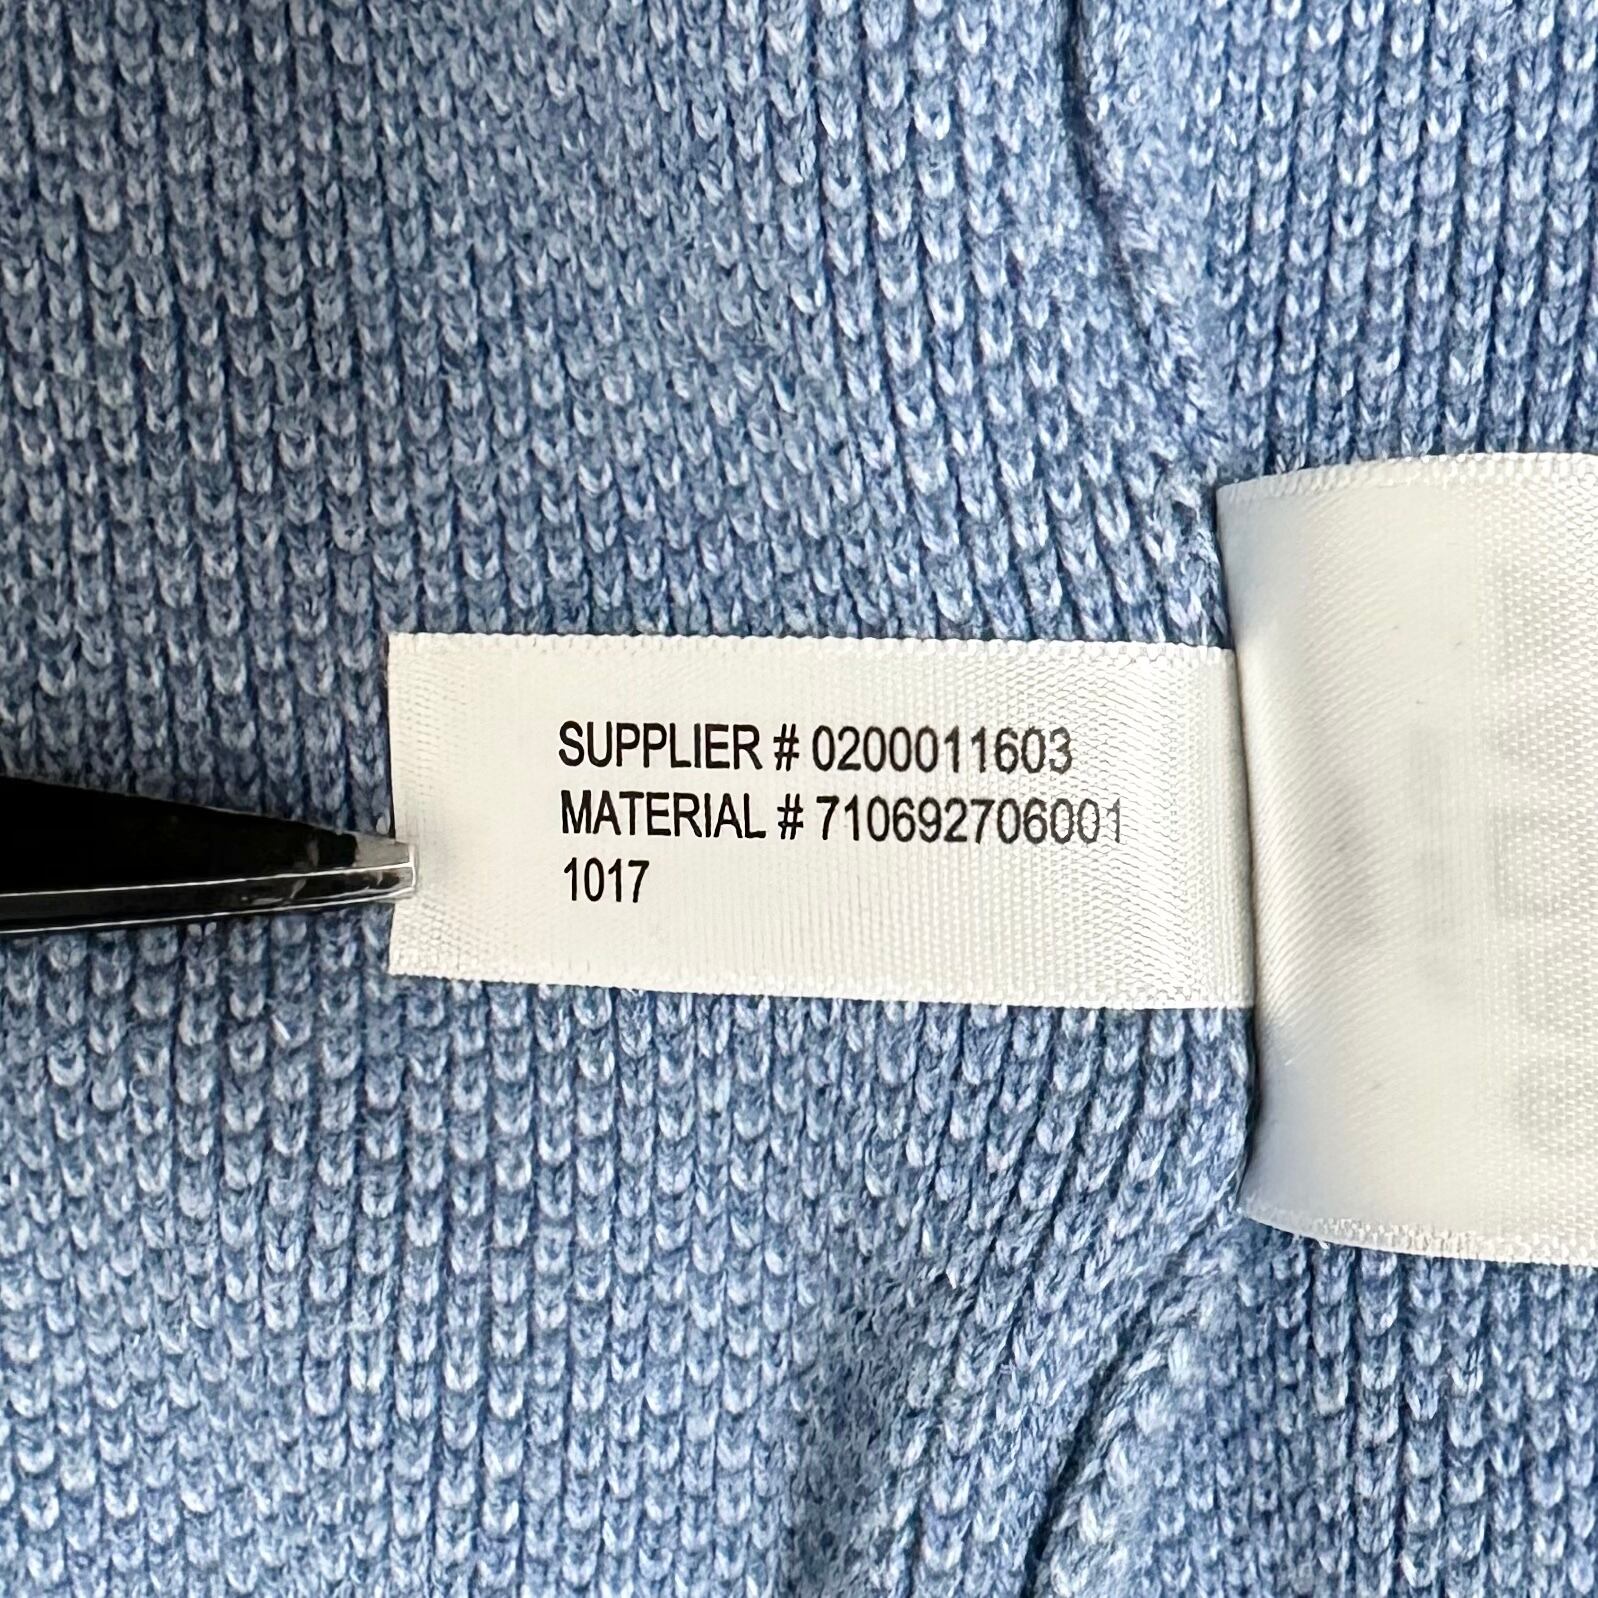 SUPPLIER # 0200011603
MATERIAL # 710692706001
1017